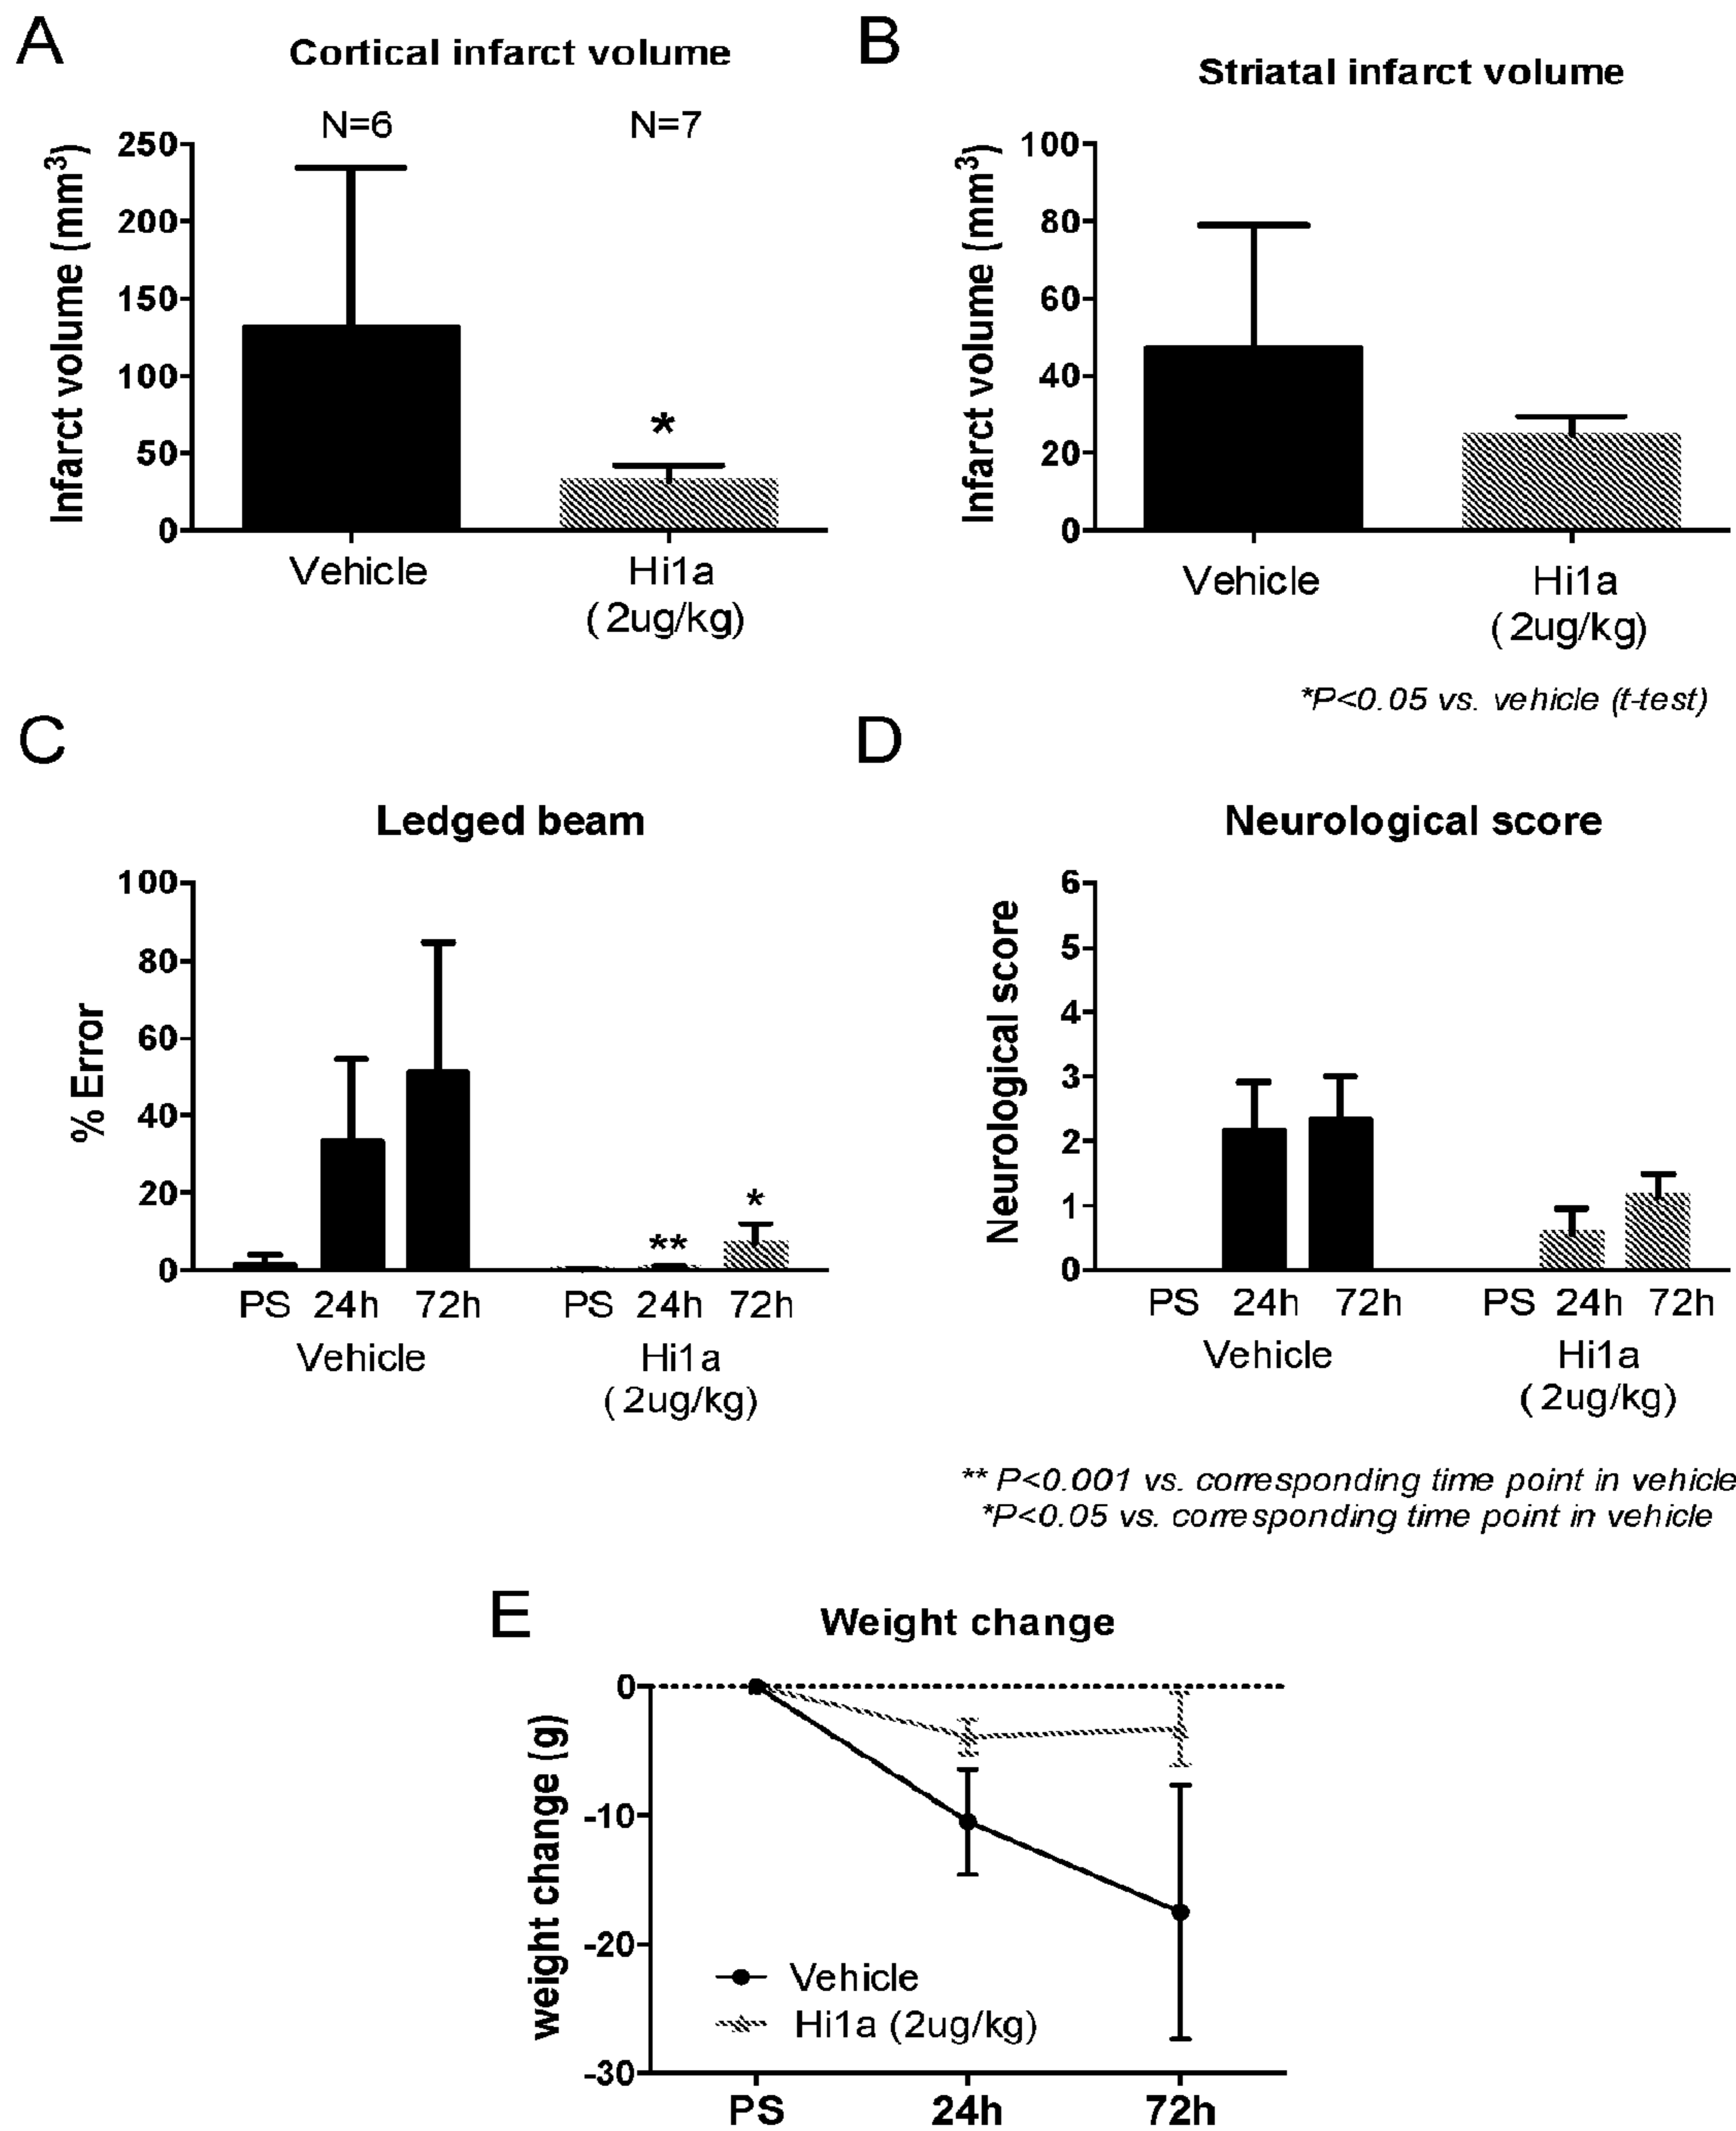 A
Cortical infarct volume
N=6 N=7
Infarct volume (mm³)
250
200
150
100
50
0
Vehicle
Hi1a
(2ug/kg)
*
B
Striatal infarct volume
Infarct volume (mm³)
100
80
60
40
20
0
Vehicle
Hi1a
(2ug/kg)
*P<0.05 vs. vehicle (t-test)
C
Ledged beam
% Error
100
80
60
40
20
0
** *
PS 24h 72h PS 24h 72h
Vehicle
Hi1a
(2ug/kg)
D
Neurological score
Neurological score
6
5
4
3
2
1
0
PS 24h 72h PS 24h 72h
Vehicle
Hi1a
(2ug/kg)
** P<0.001 vs. corresponding time point in vehicle
*P<0.05 vs. corresponding time point in vehicle
E
Weight change
weight change (g)
0
-10
-20
-30
Vehicle
Hi1a (2ug/kg)
PS 24h 72h